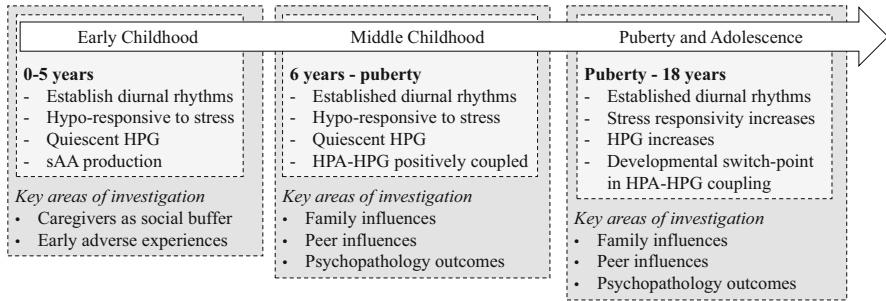 Early Childhood
0-5 years
- Establish diurnal rhythms
- Hypo-responsive to stress
- Quiescent HPG
- sAA production
Key areas of investigation
• Caregivers as social buffer
• Early adverse experiences
Middle Childhood
6 years - puberty
- Established diurnal rhythms
- Hypo-responsive to stress
- Quiescent HPG
- HPA-HPG positively coupled
Key areas of investigation
• Family influences
• Peer influences
• Psychopathology outcomes
Puberty and Adolescence
Puberty - 18 years
- Established diurnal rhythms
- Stress responsivity increases
- HPG increases
- Developmental switch-point
in HPA-HPG coupling
Key areas of investigation
• Family influences
• Peer influences
• Psychopathology outcomes